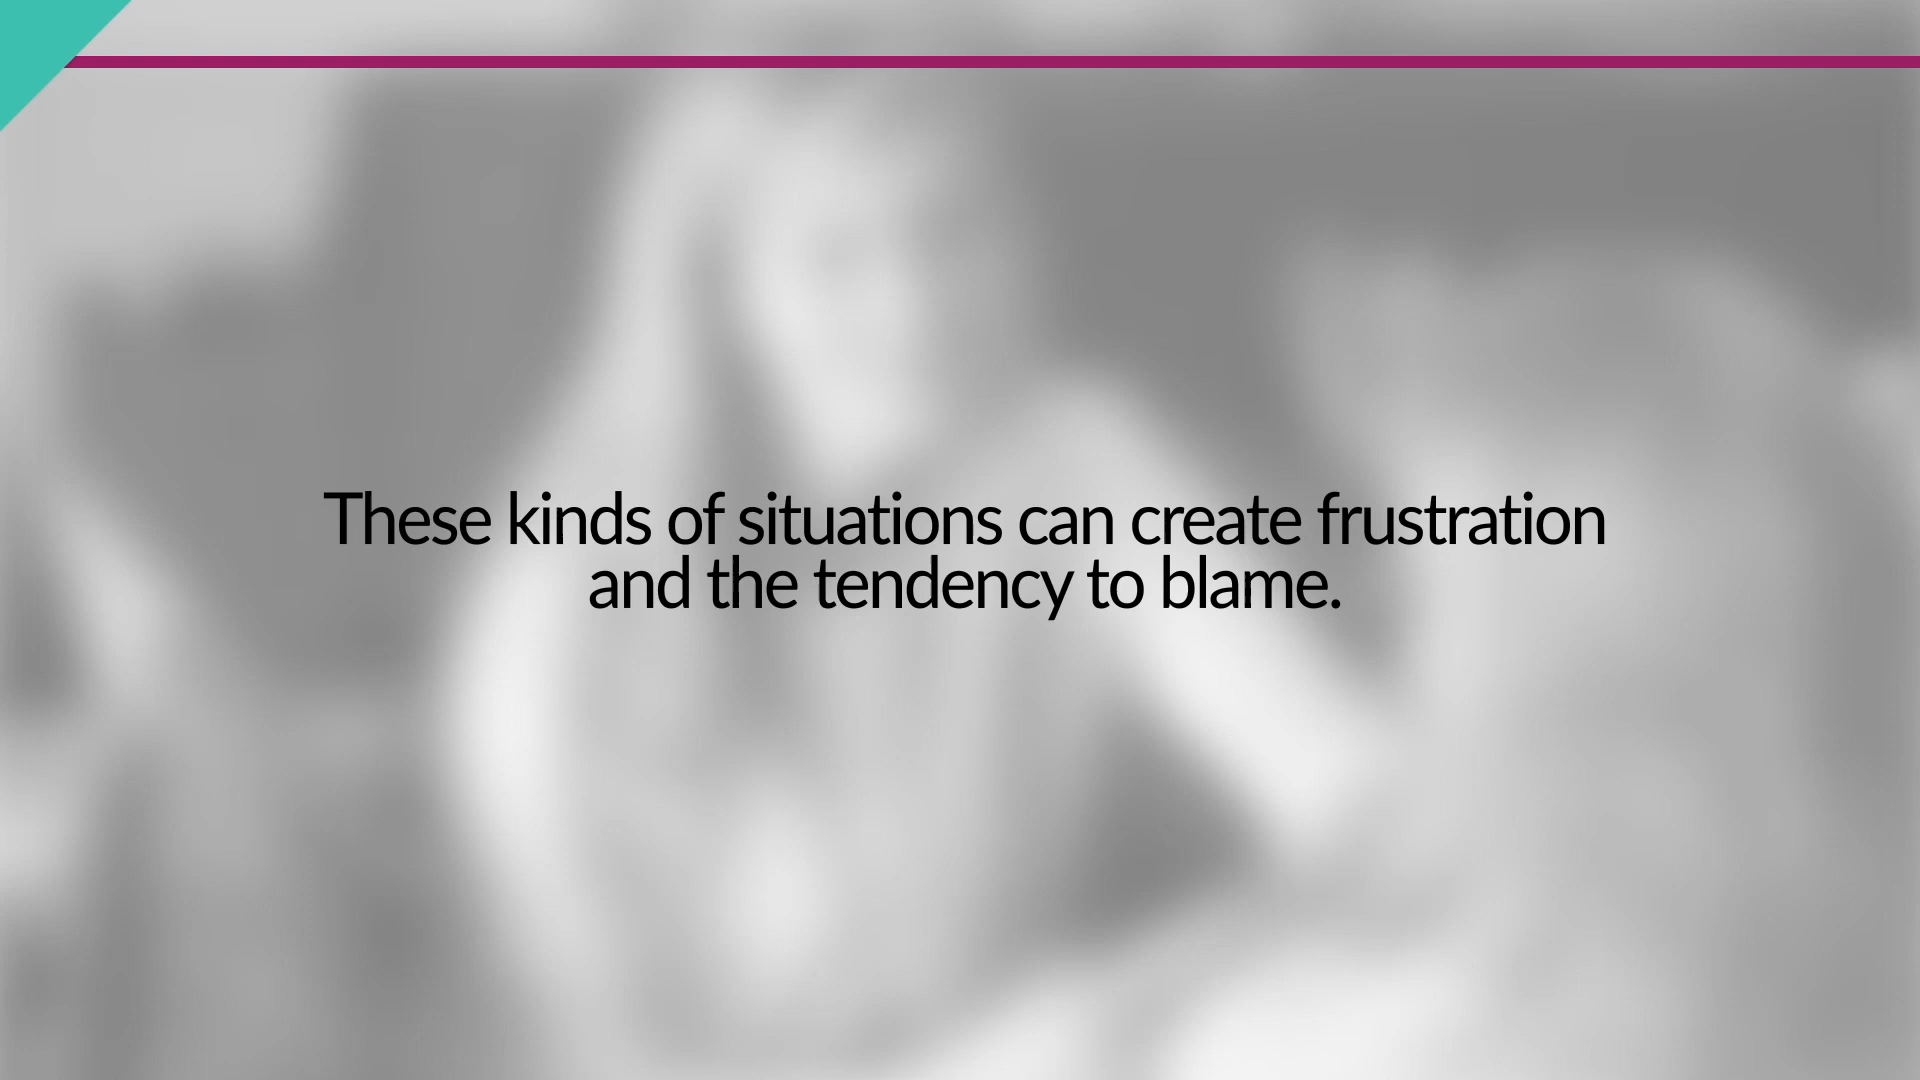 These kinds of situations can create frustration
and the tendency to blame.